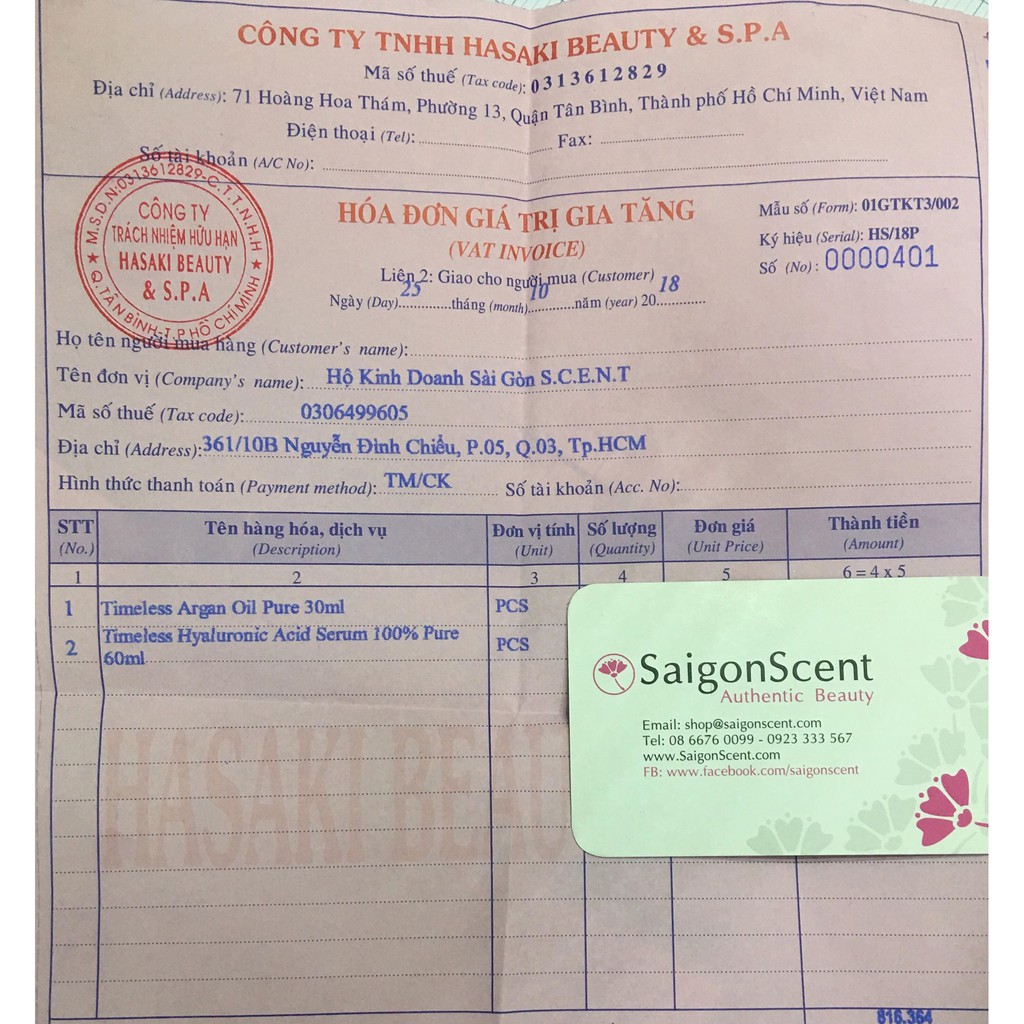 CÔNG TY TNHH HASAKI BEAUTY & S.P.A
Mã số thuế (Tax code): 0313612829
Địa chỉ (Address): 71 Hoàng Hoa Thám, Phường 13, Quận Tân Bình, Thành phố Hồ Chí Minh, Việt Nam
Điện thoại (Tel): Fax:
Số tài khoản (A/C No):
M.S.D.N:0313612829-C.T.T.N.H.H
CÔNG TY
TRÁCH NHIỆM HỮU HẠN
HASAKI BEAUTY
& S.P.A
Q.TÂN BÌNH-T.P HỒ CHÍ MINH
HÓA ĐƠN GIÁ TRỊ GIA TĂNG
(VAT INVOICE)
Liên 2: Giao cho người mua (Customer)
Ngày (Day) 25 tháng (month) 10 năm (year) 20 18
Mẫu số (Form): 01GTKT3/002
Ký hiệu (Serial): HS/18P
Số (No): 0000401
Họ tên người mua hàng (Customer's name):
Tên đơn vị (Company's name): Hộ Kinh Doanh Sài Gòn S.C.E.N.T
Mã số thuế (Tax code): 0306499605
Địa chỉ (Address): 361/10B Nguyễn Đình Chiểu, P.05, Q.03, Tp.HCM
Hình thức thanh toán (Payment method): TM/CK Số tài khoản (Acc. No):
STT Tên hàng hóa, dịch vụ Đơn vị tính Số lượng Đơn giá Thành tiền
(No.) (Description) (Unit) (Quantity) (Unit Price) (Amount)
1 2 3 4 5 6 = 4 x 5
1 Timeless Argan Oil Pure 30ml PCS
2 Timeless Hyaluronic Acid Serum 100% Pure 60ml PCS
HASAKI BEAU
SaigonScent
Authentic Beauty
Email: shop@saigonscent.com
Tel: 08 6676 0099 - 0923 333 567
www.SaigonScent.com
FB: www.facebook.com/saigonscent
816.364